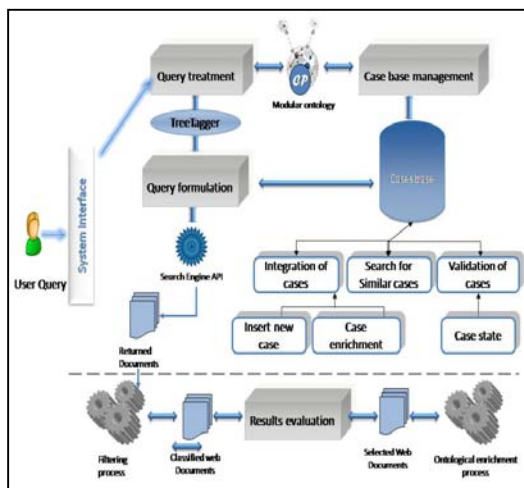 Query treatment
Modular ontology
Case base management
TreeTagger
Query formulation
System Interface
User Query
Search Engine API
Integration of
cases
Search for
Similar cases
Validation of
cases
Insert new
case
Case
enrichment
Case state
Returned
Documents
Filtering
process
Classified web
Documents
Results evaluation
Selected Web
Documents
Ontological enrichment
process